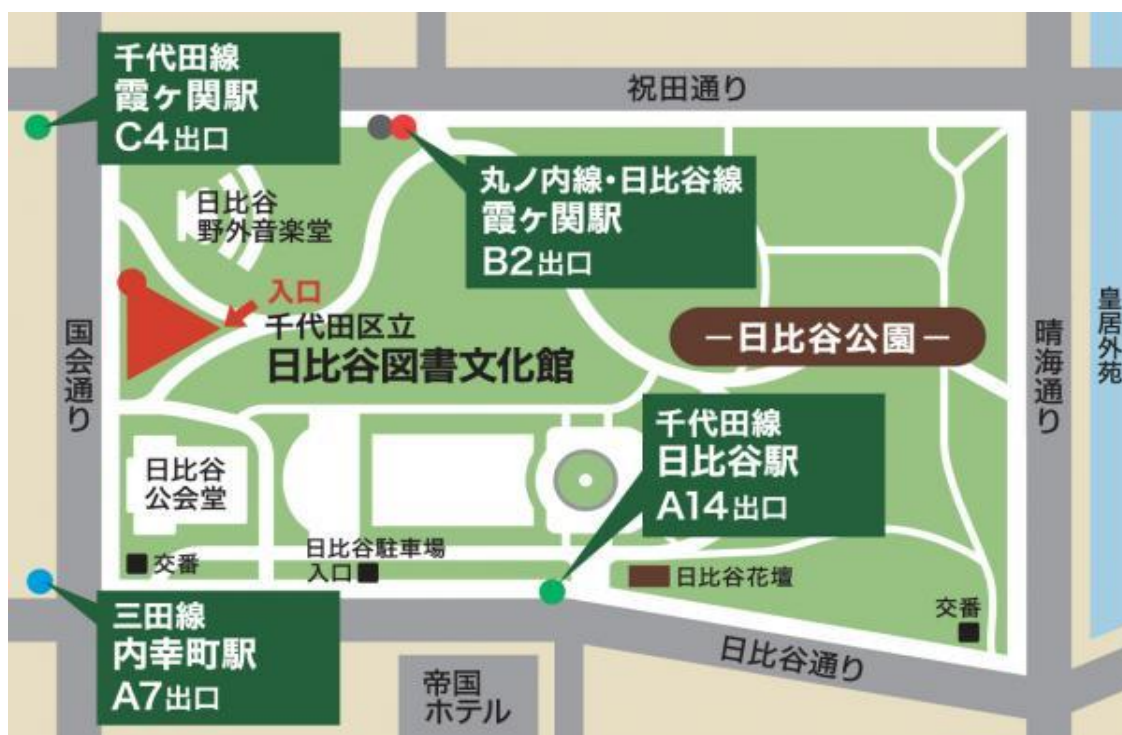 千代田線
霞ヶ関駅
C4出口
祝田通り
丸ノ内線・日比谷線
霞ヶ関駅
B2出口
日比谷
野外音楽堂
入口
千代田区立
日比谷図書文化館
－日比谷公園－
国会通り
晴海通り
皇居外苑
千代田線
日比谷駅
A14出口
日比谷
公会堂
交番
日比谷駐車場
入口
日比谷花壇
交番
三田線
内幸町駅
A7出口
日比谷通り
帝国
ホテル